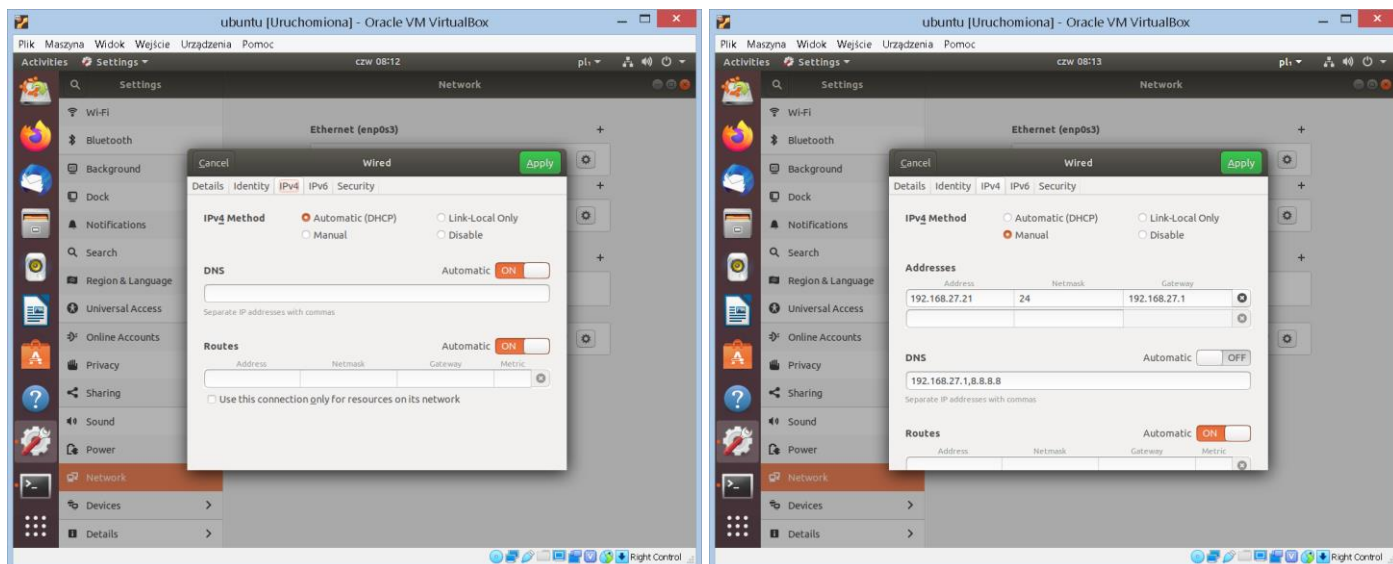 ubuntu [Uruchomiona] - Oracle VM VirtualBox
Plik Maszyna Widok Wejście Urządzenia Pomoc
Activities Settings czw 08:12 pl₁
Settings Network
Wi-Fi
Bluetooth
Background
Dock
Notifications
Search
Region & Language
Universal Access
Online Accounts
Privacy
Sharing
Sound
Power
Network
Devices
Details
Ethernet (enp0s3)
Cancel Wired Apply
Details Identity IPv4 IPv6 Security
IPv4 Method Automatic (DHCP) Link-Local Only
Manual Disable
DNS Automatic ON
Separate IP addresses with commas
Routes Automatic ON
Address Netmask Gateway Metric
Use this connection only for resources on its network
Right Control
ubuntu [Uruchomiona] - Oracle VM VirtualBox
Plik Maszyna Widok Wejście Urządzenia Pomoc
Activities Settings czw 08:13 pl₁
Settings Network
Wi-Fi
Bluetooth
Background
Dock
Notifications
Search
Region & Language
Universal Access
Online Accounts
Privacy
Sharing
Sound
Power
Network
Devices
Details
Ethernet (enp0s3)
Cancel Wired Apply
Details Identity IPv4 IPv6 Security
IPv4 Method Automatic (DHCP) Link-Local Only
Manual Disable
Addresses
Address Netmask Gateway
192.168.27.21 24 192.168.27.1
DNS Automatic OFF
192.168.27.1,8.8.8.8
Separate IP addresses with commas
Routes Automatic ON
Address Netmask Gateway Metric
Right Control